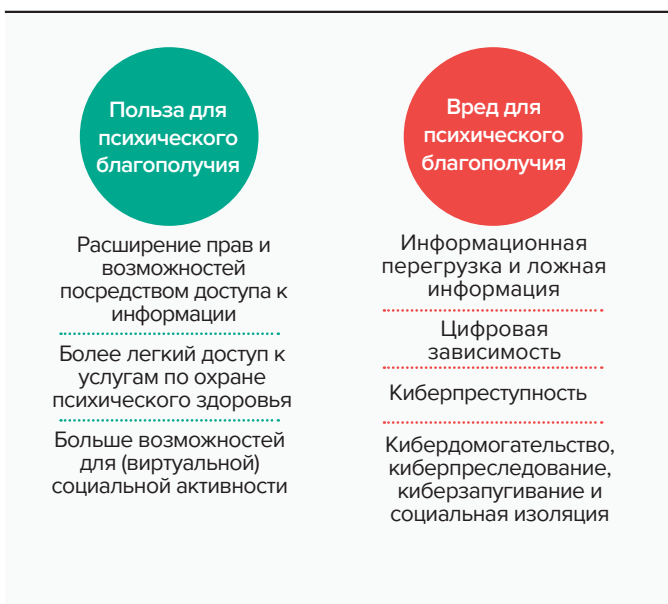 Польза для
психического
благополучия
Расширение прав и
возможностей
посредством доступа к
информации
Более легкий доступ к
услугам по охране
психического здоровья
Больше возможностей
для (виртуальной)
социальной активности
Вред для
психического
благополучия
Информационная
перегрузка и ложная
информация
Цифровая
зависимость
Киберпреступность
Кибердомогательство,
киберпреследование,
киберзапугивание и
социальная изоляция